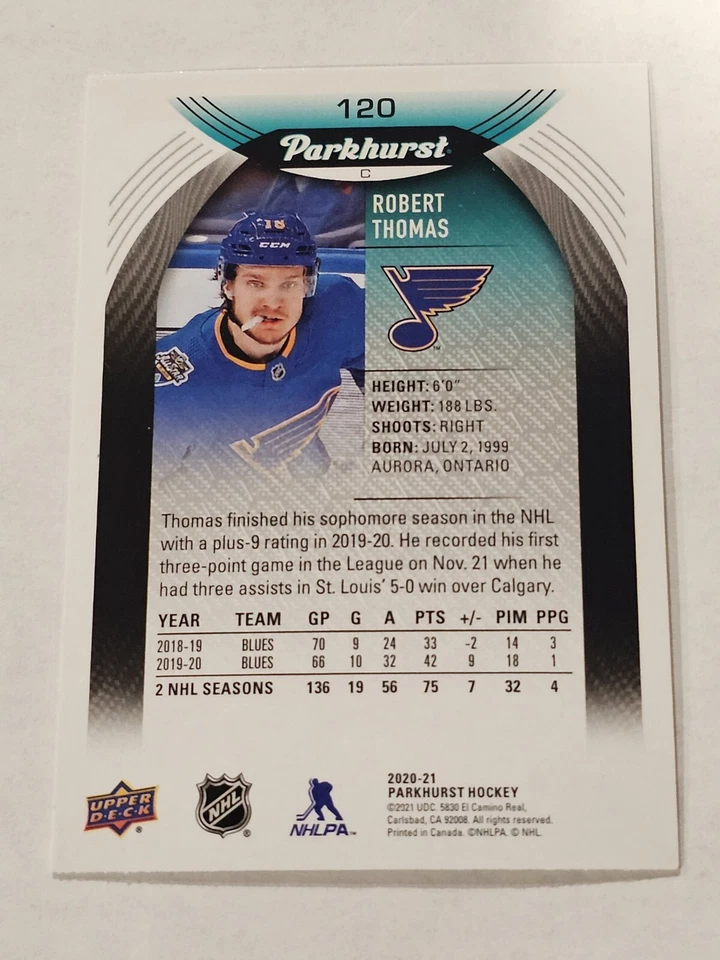 120
Parkhurst
C
ROBERT
THOMAS
18
CCM
HEIGHT: 6'0"
WEIGHT: 188 LBS.
SHOOTS: RIGHT
BORN: JULY 2, 1999
AURORA, ONTARIO
Thomas finished his sophomore season in the NHL
with a plus-9 rating in 2019-20. He recorded his first
three-point game in the League on Nov. 21 when he
had three assists in St. Louis' 5-0 win over Calgary.
YEAR TEAM GP G A PTS +/- PIM PPG
2018-19 BLUES 70 9 24 33 -2 14 3
2019-20 BLUES 66 10 32 42 9 18 1
2 NHL SEASONS 136 19 56 75 7 32 4
UPPER
D·E·C·K
®
NHL
®
NHLPA™
2020-21
PARKHURST HOCKEY
©2021 UDC. 5830 El Camino Real,
Carlsbad, CA 92008. All rights reserved.
Printed in Canada. ©NHLPA. © NHL.